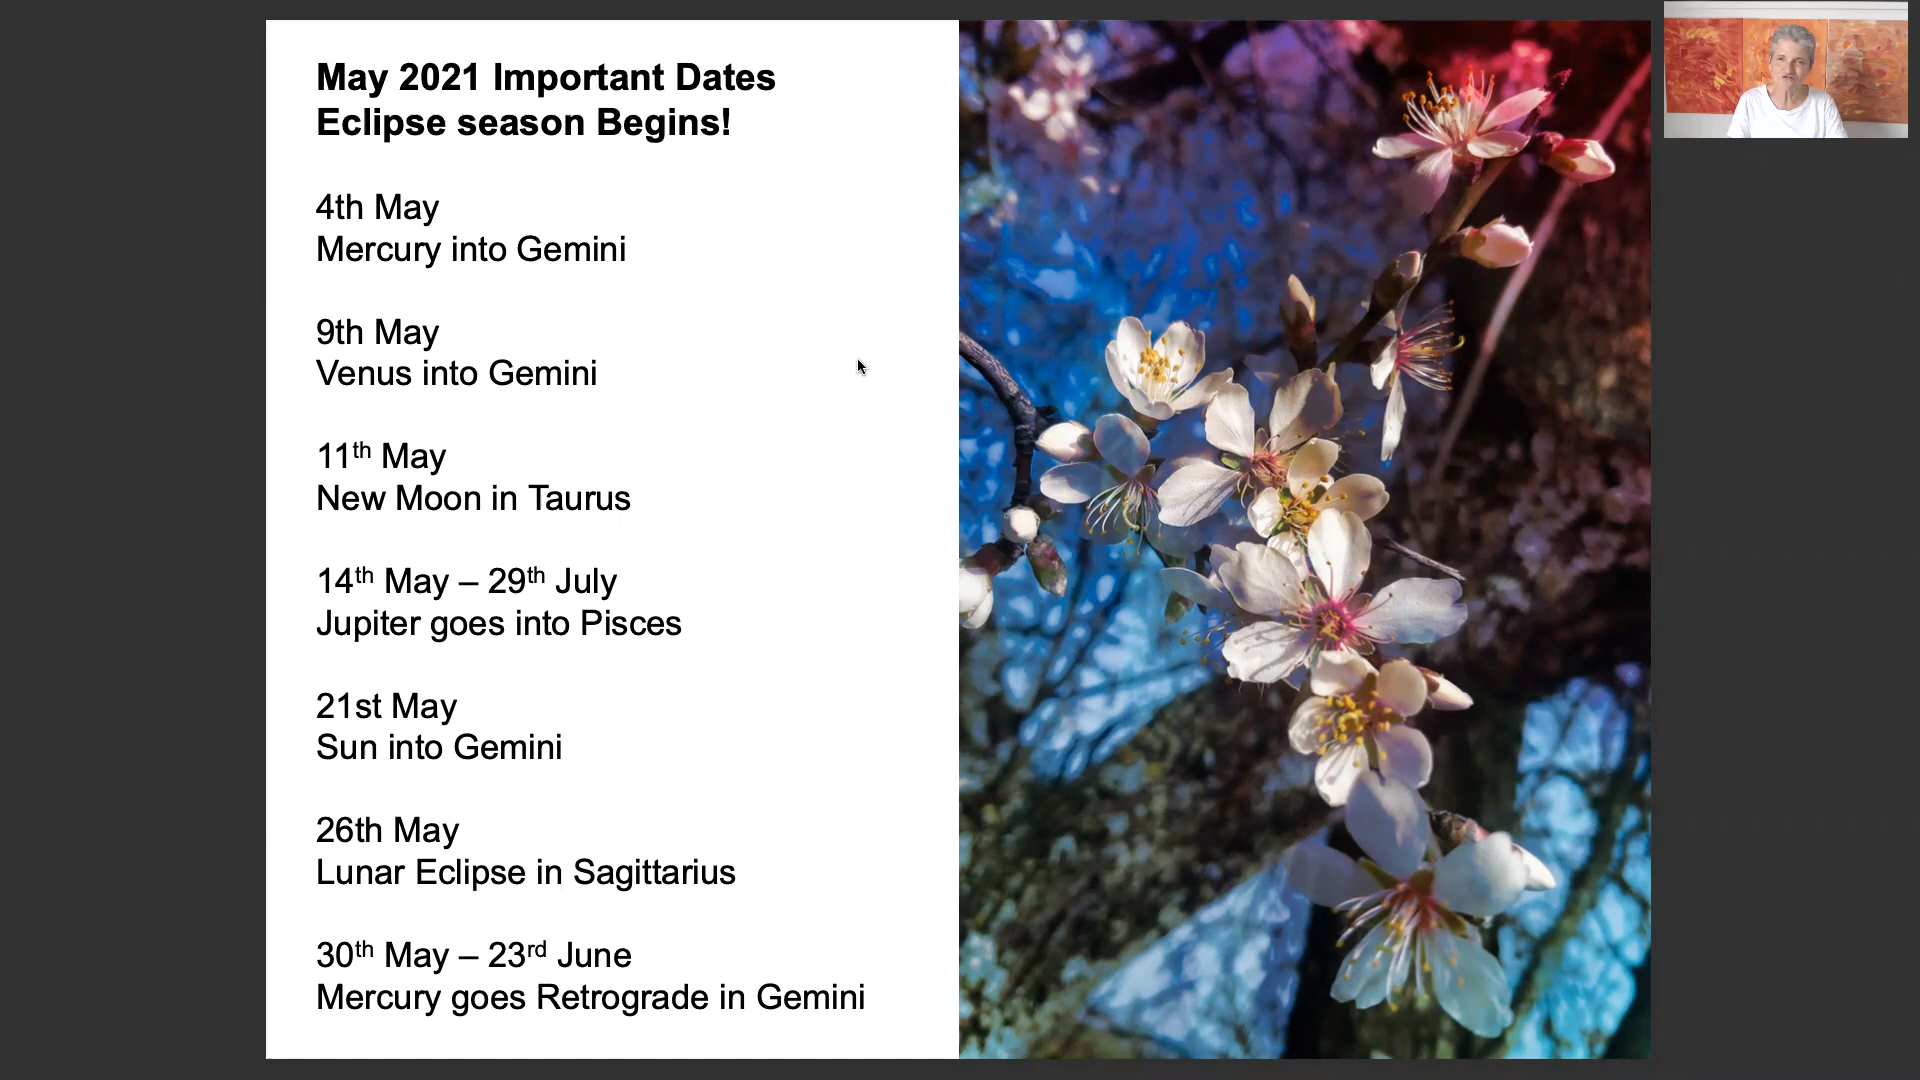 May 2021 Important Dates
Eclipse season Begins!
4th May
Mercury into Gemini
9th May
Venus into Gemini
11th May
New Moon in Taurus
14th May – 29th July
Jupiter goes into Pisces
21st May
Sun into Gemini
26th May
Lunar Eclipse in Sagittarius
30th May – 23rd June
Mercury goes Retrograde in Gemini